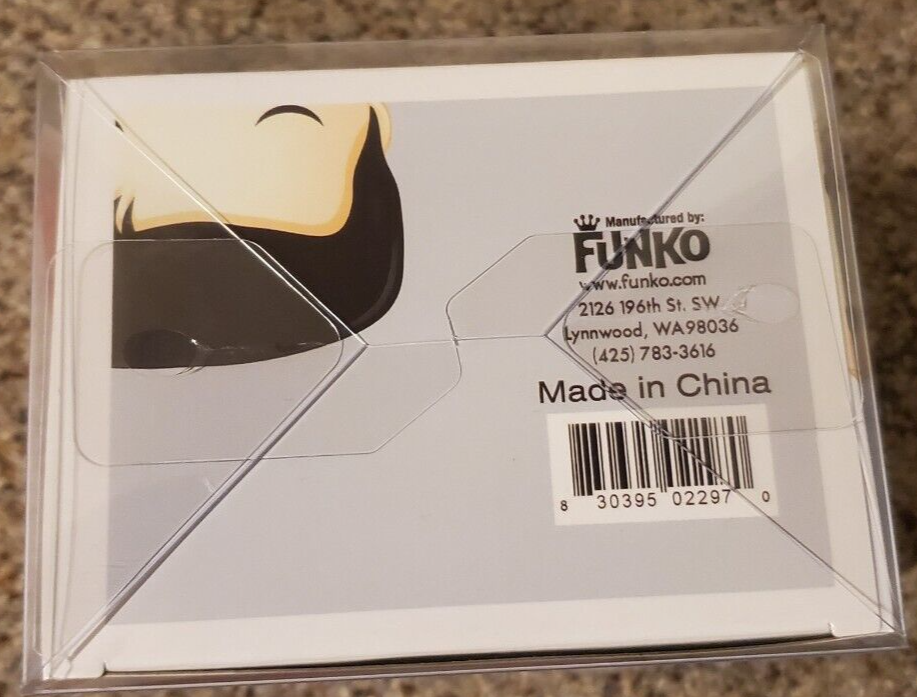 Manufactured by:
FUNKO
www.funko.com
2126 196th St. SW
Lynnwood, WA98036
(425) 783-3616
Made in China
8 30395 02297 0